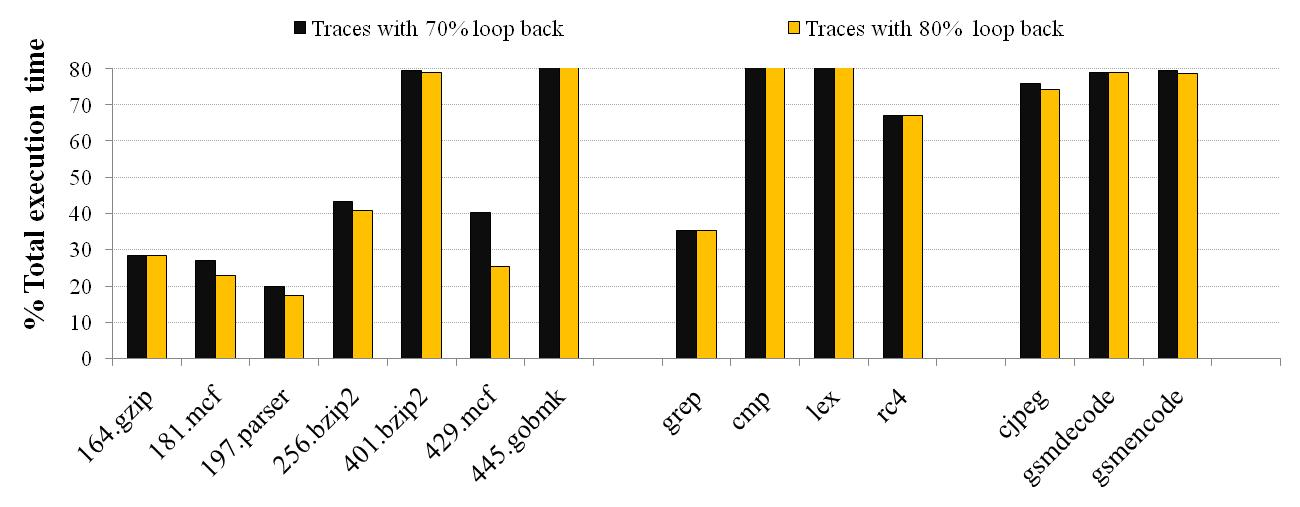 Traces with 70% loop back
Traces with 80% loop back
% Total execution time
80
70
60
50
40
30
20
10
0
164.gzip
181.mcf
197.parser
256.bzip2
401.bzip2
429.mcf
445.gobmk
grep
cmp
lex
rc4
cjpeg
gsmdecode
gsmencode